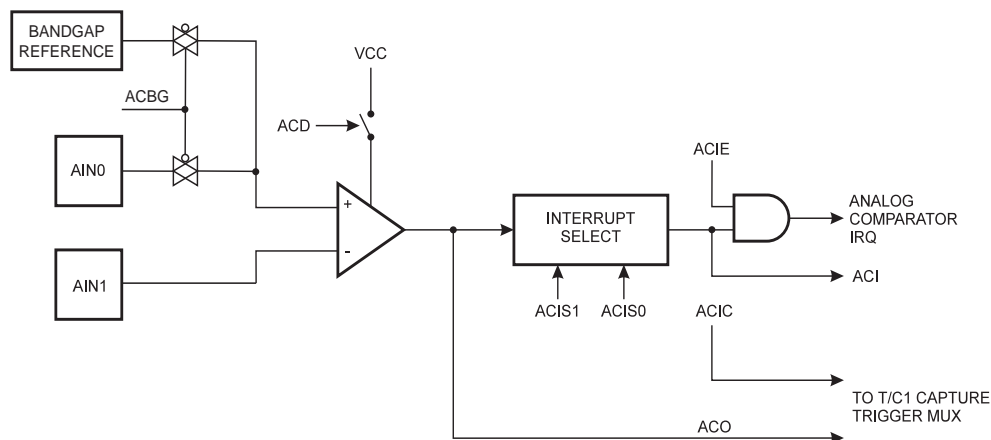 BANDGAP
REFERENCE
ACBG
AIN0
AIN1
VCC
ACD
+
-
INTERRUPT
SELECT
ACIS1
ACIS0
ACIE
ANALOG
COMPARATOR
IRQ
ACI
ACIC
TO T/C1 CAPTURE
TRIGGER MUX
ACO